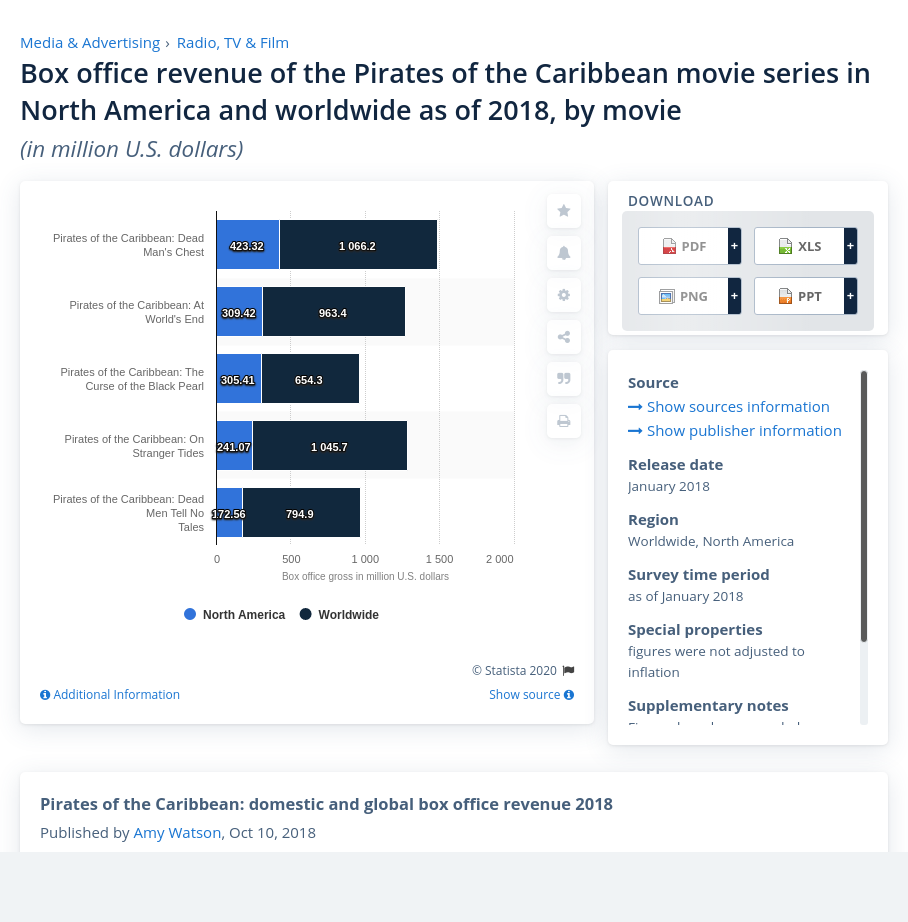 Media & Advertising › Radio, TV & Film
Box office revenue of the Pirates of the Caribbean movie series in
North America and worldwide as of 2018, by movie
(in million U.S. dollars)
Pirates of the Caribbean: Dead
Man's Chest
423.32
1 066.2
Pirates of the Caribbean: At
World's End
309.42
963.4
Pirates of the Caribbean: The
Curse of the Black Pearl
305.41
654.3
Pirates of the Caribbean: On
Stranger Tides
241.07
1 045.7
Pirates of the Caribbean: Dead
Men Tell No
Tales
172.56
794.9
0 500 1 000 1 500 2 000
Box office gross in million U.S. dollars
North America Worldwide
© Statista 2020
Additional Information
Show source
DOWNLOAD
PDF + XLS +
PNG + PPT +
Source
Show sources information
Show publisher information
Release date
January 2018
Region
Worldwide, North America
Survey time period
as of January 2018
Special properties
figures were not adjusted to
inflation
Supplementary notes
Pirates of the Caribbean: domestic and global box office revenue 2018
Published by Amy Watson, Oct 10, 2018